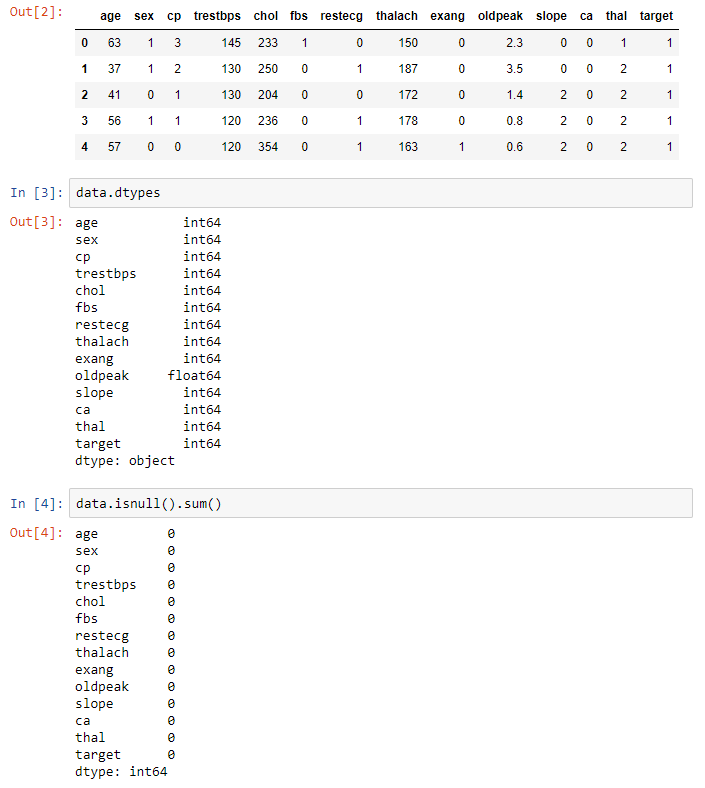 Out[2]:
age sex cp trestbps chol fbs restecg thalach exang oldpeak slope ca thal target
0 63 1 3 145 233 1 0 150 0 2.3 0 0 1 1
1 37 1 2 130 250 0 1 187 0 3.5 0 0 2 1
2 41 0 1 130 204 0 0 172 0 1.4 2 0 2 1
3 56 1 1 120 236 0 1 178 0 0.8 2 0 2 1
4 57 0 0 120 354 0 1 163 1 0.6 2 0 2 1
In [3]: data.dtypes
Out[3]: age int64
sex int64
cp int64
trestbps int64
chol int64
fbs int64
restecg int64
thalach int64
exang int64
oldpeak float64
slope int64
ca int64
thal int64
target int64
dtype: object
In [4]: data.isnull().sum()
Out[4]: age 0
sex 0
cp 0
trestbps 0
chol 0
fbs 0
restecg 0
thalach 0
exang 0
oldpeak 0
slope 0
ca 0
thal 0
target 0
dtype: int64